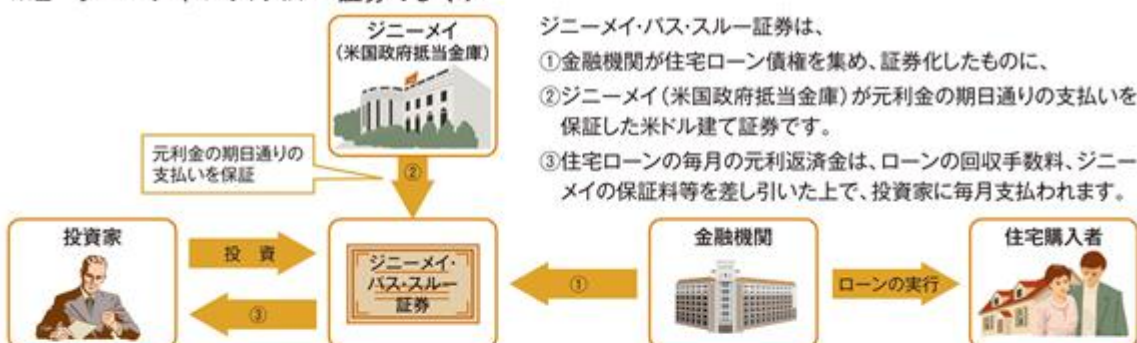 ジニーメイ
(米国政府抵当金庫)
ジニーメイ・パス・スルー証券は、
①金融機関が住宅ローン債権を集め、証券化したものに、
②ジニーメイ(米国政府抵当金庫)が元利金の期日通りの支払いを
保証した米ドル建て証券です。
③住宅ローンの毎月の元利返済金は、ローンの回収手数料、ジニー
メイの保証料等を差し引いた上で、投資家に毎月支払われます。
元利金の期日通りの
支払いを保証
②
投資家
投 資
③
ジニーメイ・
パス・スルー
証券
①
金融機関
ローンの実行
住宅購入者